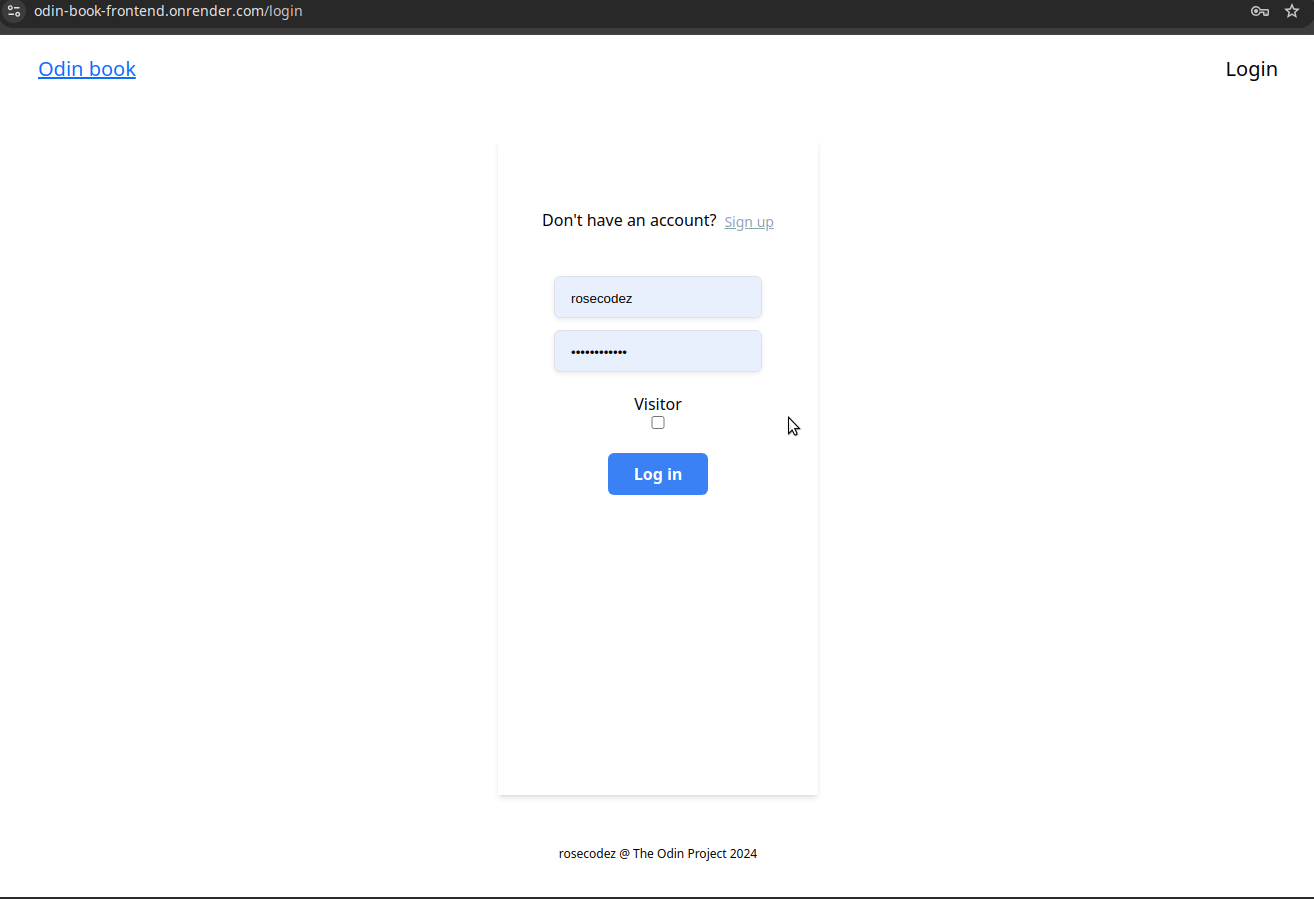 odin-book-frontend.onrender.com/login
Odin book
Login
Don't have an account? Sign up
rosecodez
••••••••••••
Visitor
Log in
rosecodez @ The Odin Project 2024